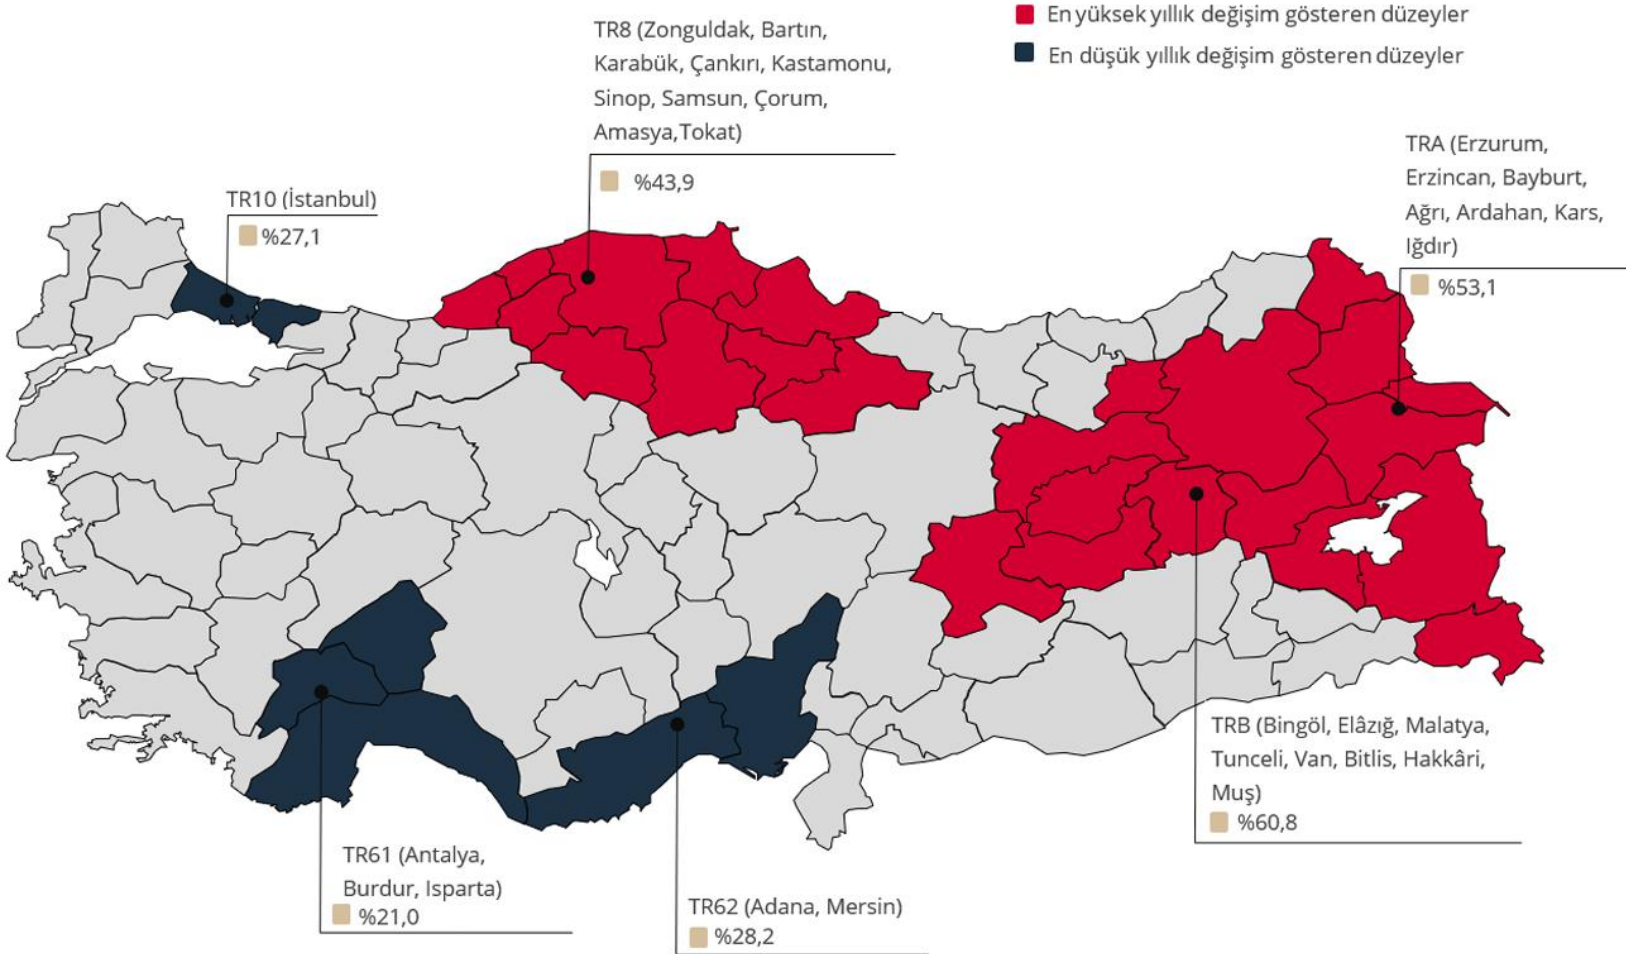 En yüksek yıllık değişim gösteren düzeyler
En düşük yıllık değişim gösteren düzeyler
TR8 (Zonguldak, Bartın,
Karabük, Çankırı, Kastamonu,
Sinop, Samsun, Çorum,
Amasya,Tokat)
%43,9
TRA (Erzurum,
Erzincan, Bayburt,
Ağrı, Ardahan, Kars,
Iğdır)
%53,1
TR10 (İstanbul)
%27,1
TRB (Bingöl, Elâzığ, Malatya,
Tunceli, Van, Bitlis, Hakkâri,
Muş)
%60,8
TR61 (Antalya,
Burdur, Isparta)
%21,0
TR62 (Adana, Mersin)
%28,2